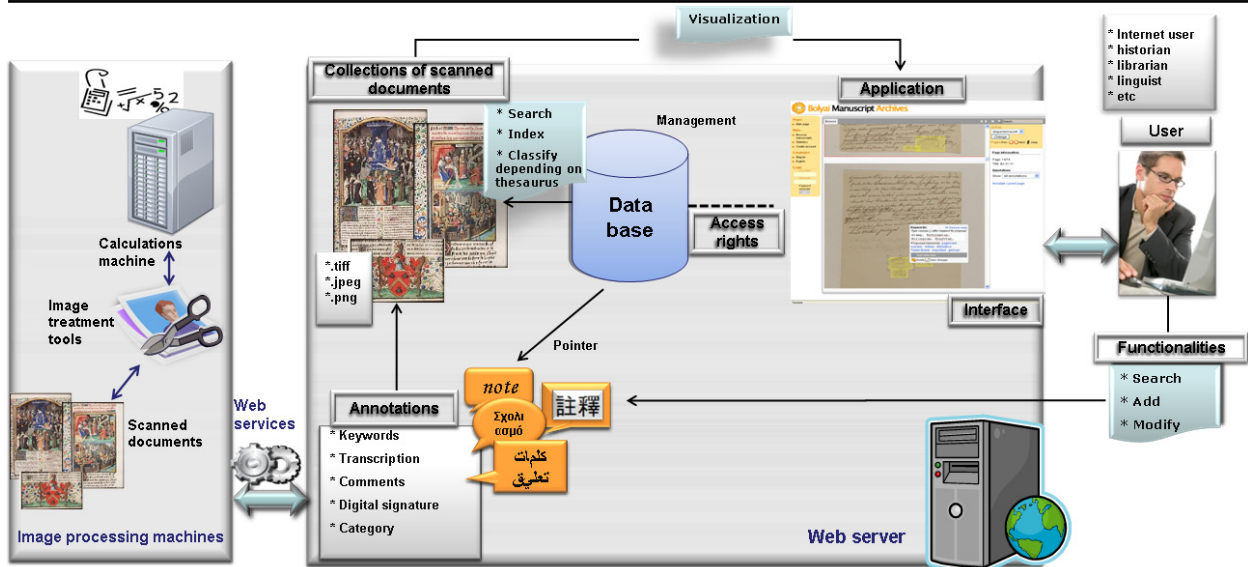 Visualization
* Internet user
* historian
* librarian
* linguist
* etc
User
Collections of scanned
documents
Application
* Search
* Index
* Classify
depending on
thesaurus
Management
Data
base
Access
rights
Bolyai Manuscript Archives
Interface
*.tiff
*.jpeg
*.png
Calculations
machine
Image
treatment
tools
Scanned
documents
Image processing machines
Web
services
Pointer
Annotations
* Keywords
* Transcription
* Comments
* Digital signature
* Category
note
Σχολι
ασμό
註釋
كلمات
تعليق
Functionalities
* Search
* Add
* Modify
Web server